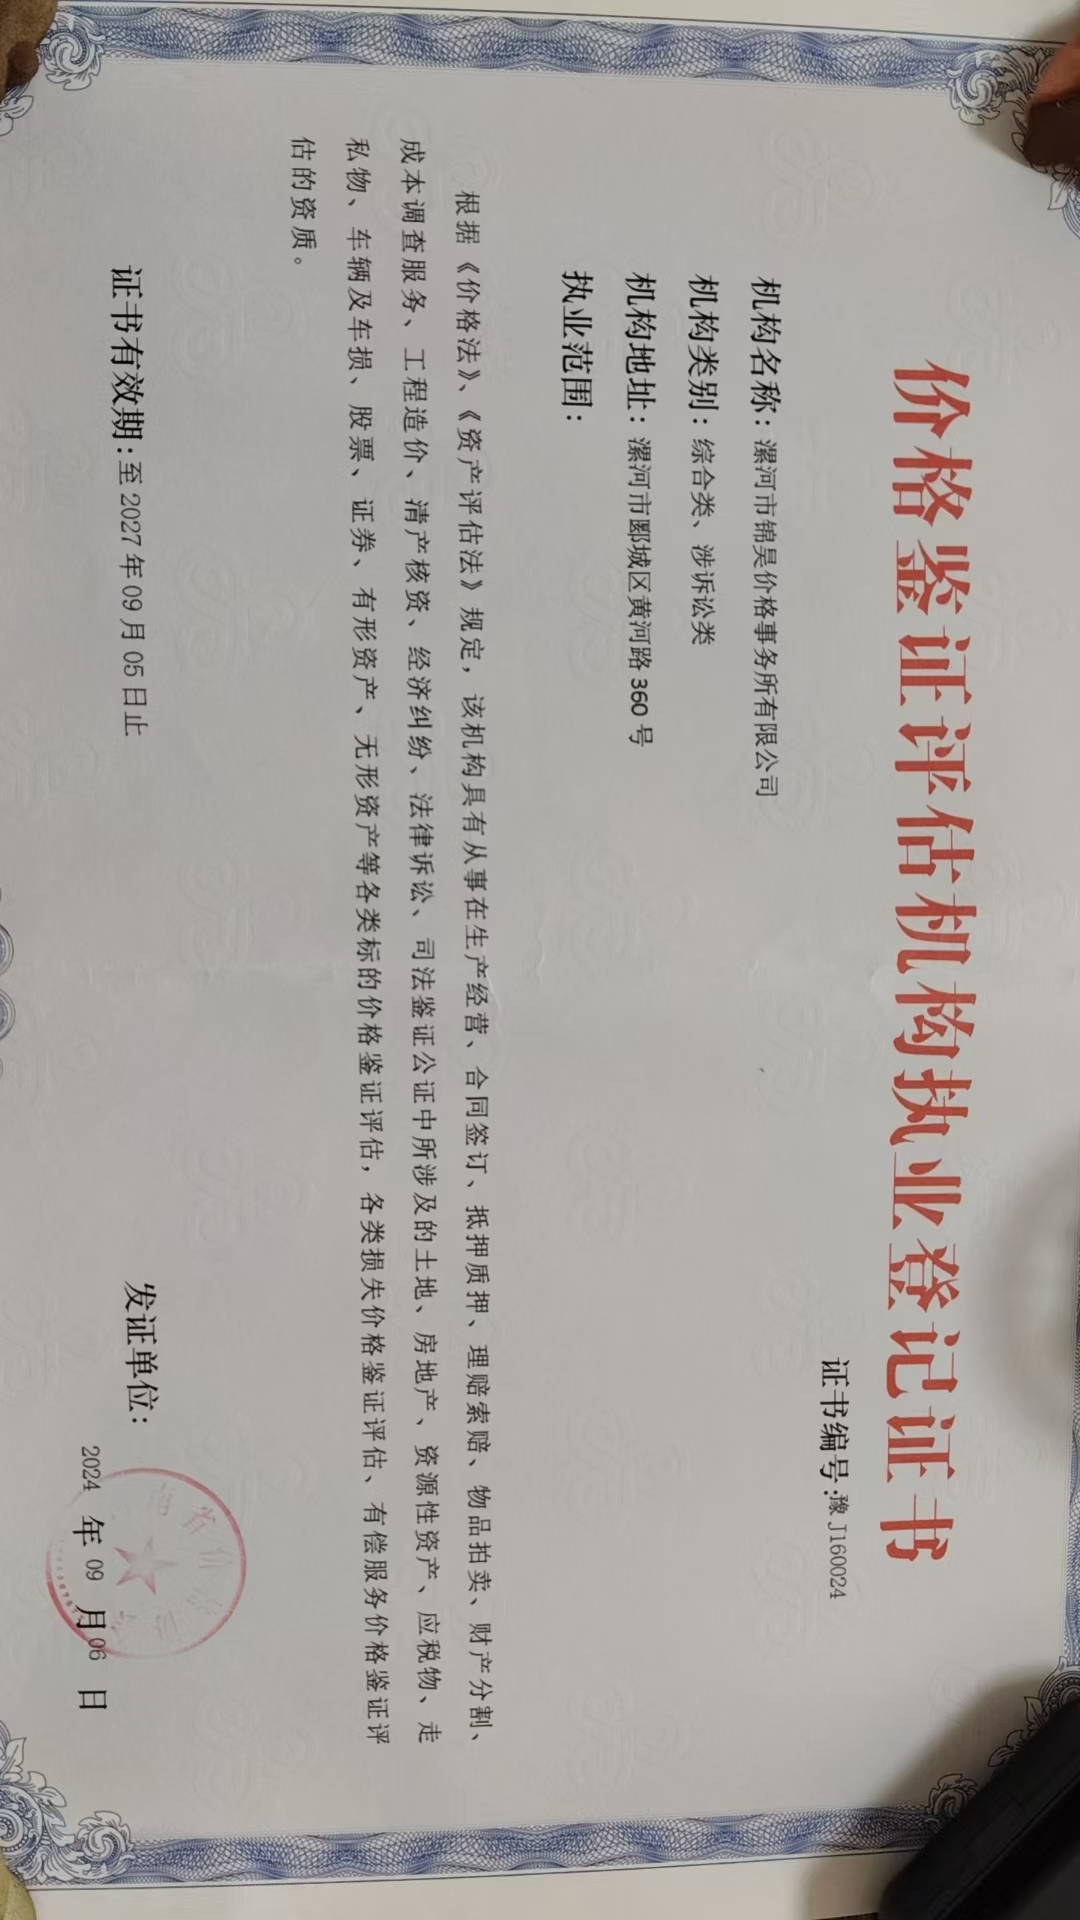 价格鉴证评估机构执业登记证书
证书编号:豫J160024
机构名称：漯河市锦昊价格事务所有限公司
机构类别：综合类、涉诉讼类
机构地址：漯河市郾城区黄河路360号
执业范围：
根据《价格法》、《资产评估法》规定，该机构具有从事在生产经营、合同签订、抵押质押、理赔索赔、物品拍卖、财产分割、
成本调查服务、工程造价、清产核资、经济纠纷、法律诉讼、司法鉴证公证中所涉及的土地、房地产、资源性资产、应税物、走
私物、车辆及车损、股票、证券、有形资产、无形资产等各类标的价格鉴证评估，各类损失价格鉴证评估、有偿服务价格鉴证评
估的资质。
证书有效期：至2027年09月05日止
发证单位：
2024年09月06日